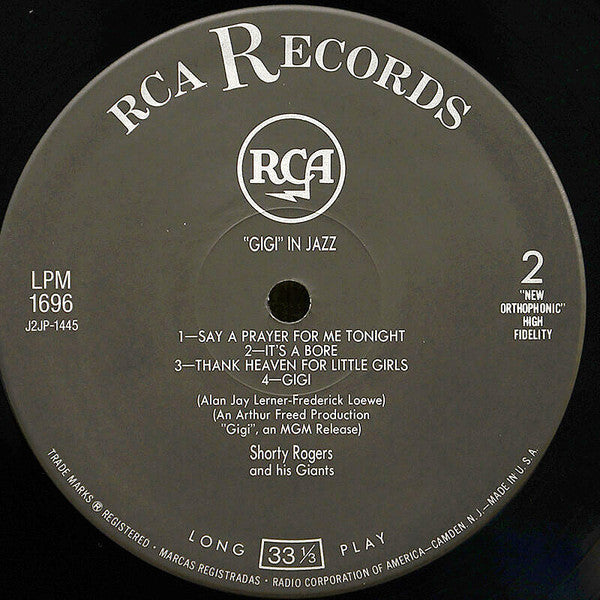 RCA RECORDS
RCA
"GIGI" IN JAZZ
LPM
1696
J2JP-1445
2
"NEW
ORTHOPHONIC"
HIGH
FIDELITY
1—SAY A PRAYER FOR ME TONIGHT
2—IT'S A BORE
3—THANK HEAVEN FOR LITTLE GIRLS
4—GIGI
(Alan Jay Lerner-Frederick Loewe)
(An Arthur Freed Production
"Gigi", an MGM Release)
Shorty Rogers
and his Giants
LONG 33⅓ PLAY
TRADE MARKS ® REGISTERED · MARCAS REGISTRADAS · RADIO CORPORATION OF AMERICA—CAMDEN, N.J.—MADE IN U.S.A.